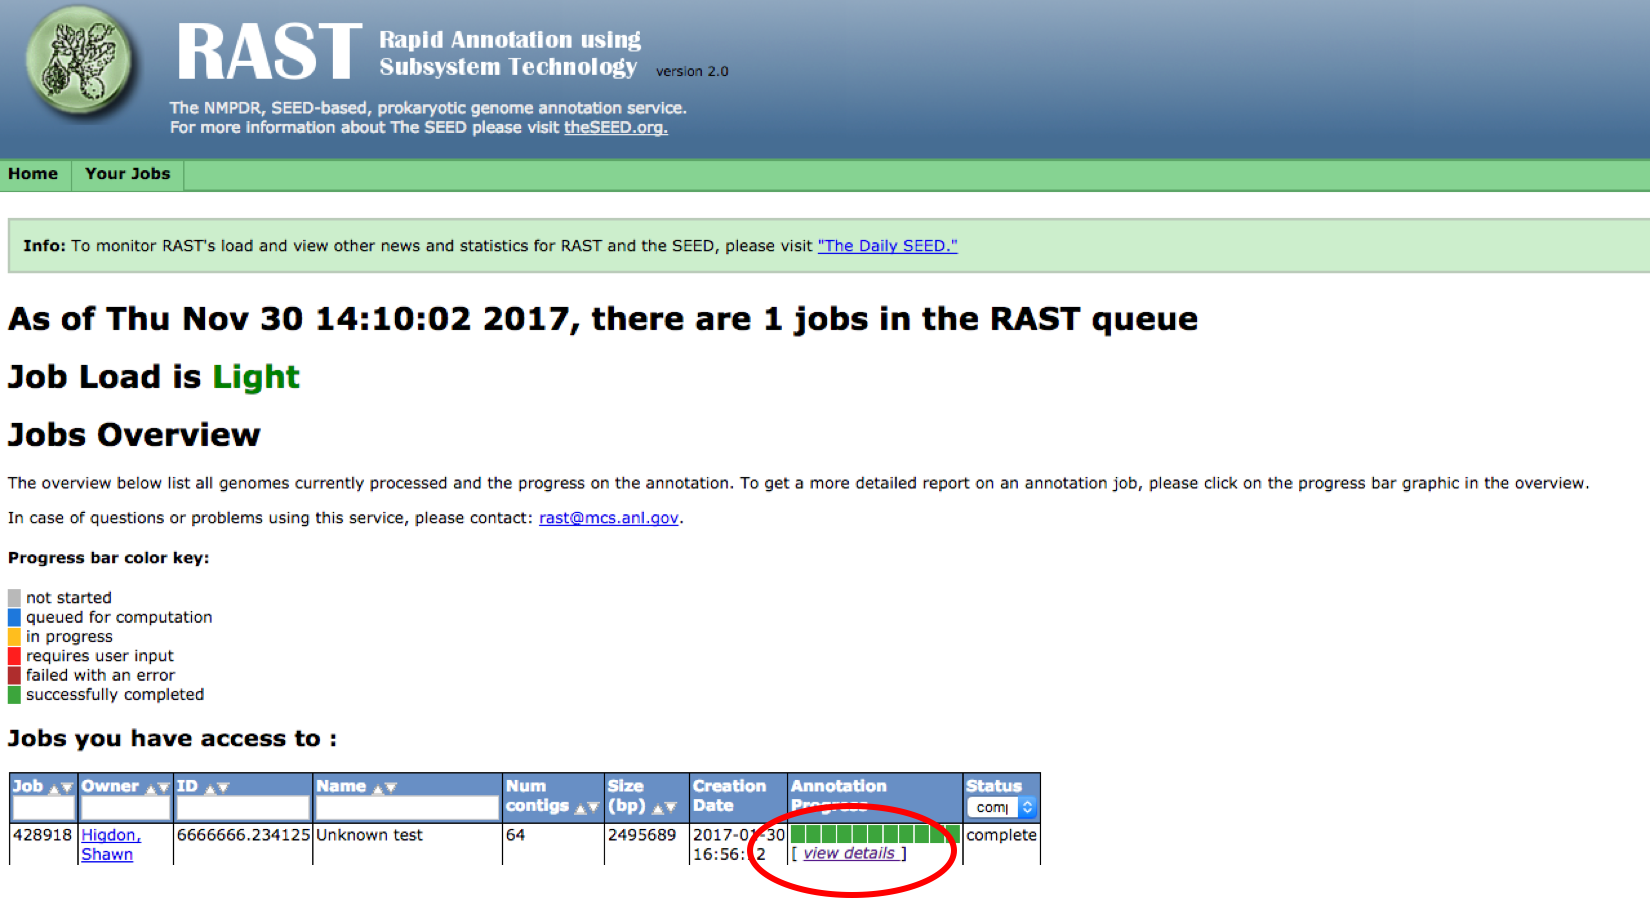 RAST
Rapid Annotation using
Subsystem Technology version 2.0
The NMPDR, SEED-based, prokaryotic genome annotation service.
For more information about The SEED please visit theSEED.org.
Home Your Jobs
Info: To monitor RAST's load and view other news and statistics for RAST and the SEED, please visit "The Daily SEED."
As of Thu Nov 30 14:10:02 2017, there are 1 jobs in the RAST queue
Job Load is Light
Jobs Overview
The overview below list all genomes currently processed and the progress on the annotation. To get a more detailed report on an annotation job, please click on the progress bar graphic in the overview.
In case of questions or problems using this service, please contact: rast@mcs.anl.gov.
Progress bar color key:
not started
queued for computation
in progress
requires user input
failed with an error
successfully completed
Jobs you have access to :
Job Owner ID Name Num Size Creation Annotation Status
contigs (bp) Date Progress comp
428918 Higdon, 6666666.234125 Unknown test 64 2495689 2017-01-30 complete
Shawn [ view details ]